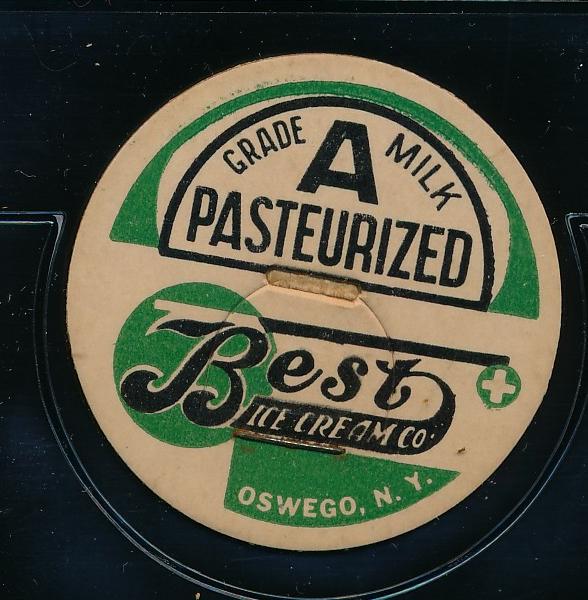 GRADE A MILK
PASTEURIZED
Best
ICE CREAM CO.
OSWEGO, N. Y.